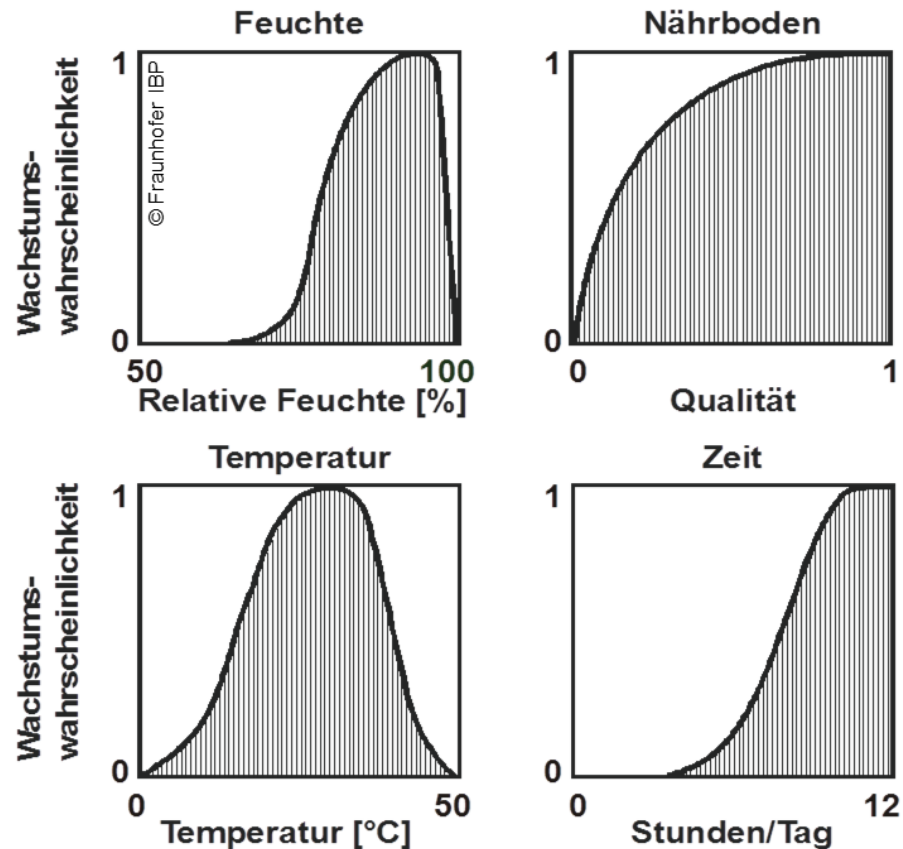 Feuchte
Wachstums-
wahrscheinlichkeit
1
© Fraunhofer IBP
0
50
100
Relative Feuchte [%]
Nährboden
1
0
0
1
Qualität
Temperatur
Wachstums-
wahrscheinlichkeit
1
0
0
50
Temperatur [°C]
Zeit
1
0
0
12
Stunden/Tag